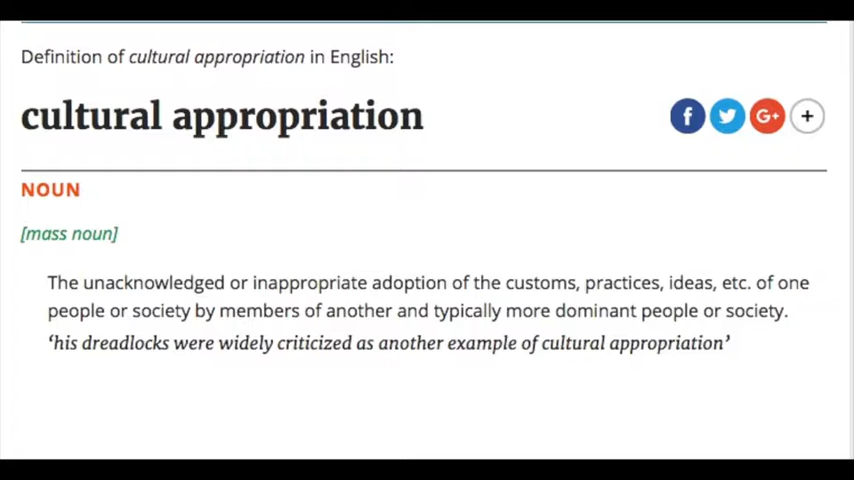 Definition of cultural appropriation in English:
cultural appropriation
f G+ +
NOUN
[mass noun]
The unacknowledged or inappropriate adoption of the customs, practices, ideas, etc. of one
people or society by members of another and typically more dominant people or society.
‘his dreadlocks were widely criticized as another example of cultural appropriation’